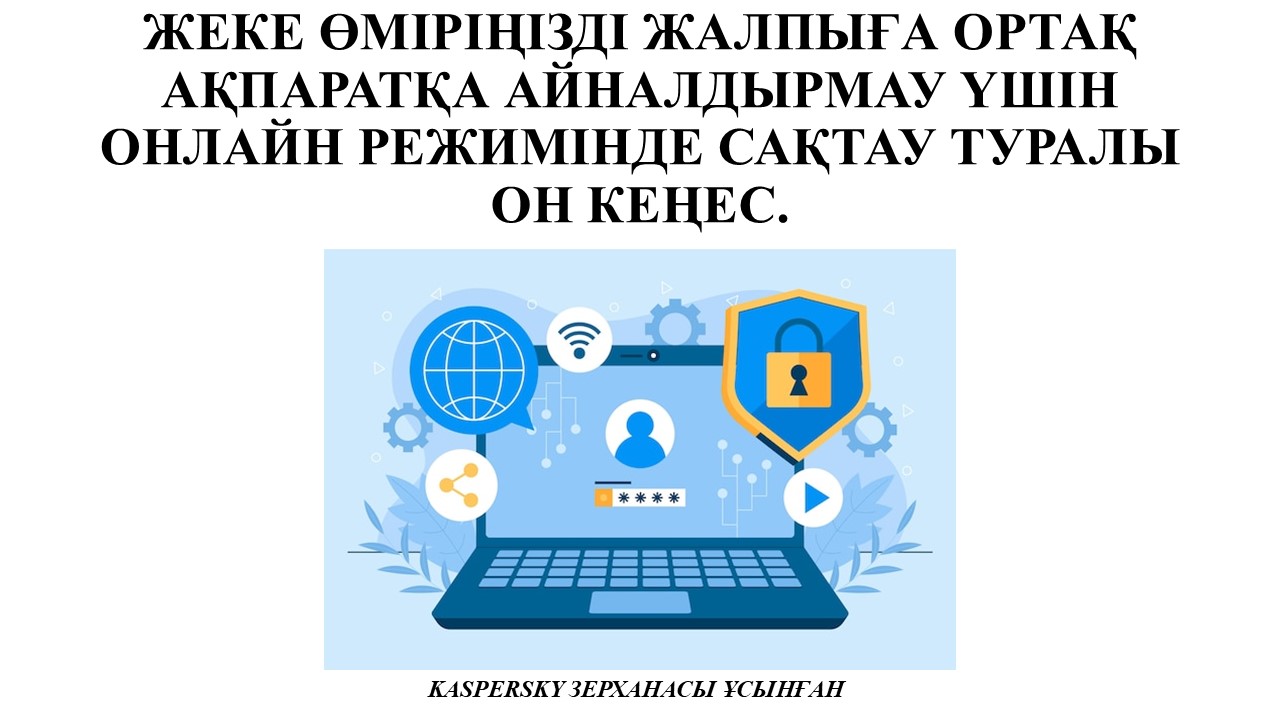 ЖЕКЕ ӨМІРІҢІЗДІ ЖАЛПЫҒА ОРТАҚ
АҚПАРАТҚА АЙНАЛДЫРМАУ ҮШІН
ОНЛАЙН РЕЖИМІНДЕ САҚТАУ ТУРАЛЫ
ОН КЕҢЕС.
****
KASPERSKY ЗЕРХАНАСЫ ҰСЫНҒАН